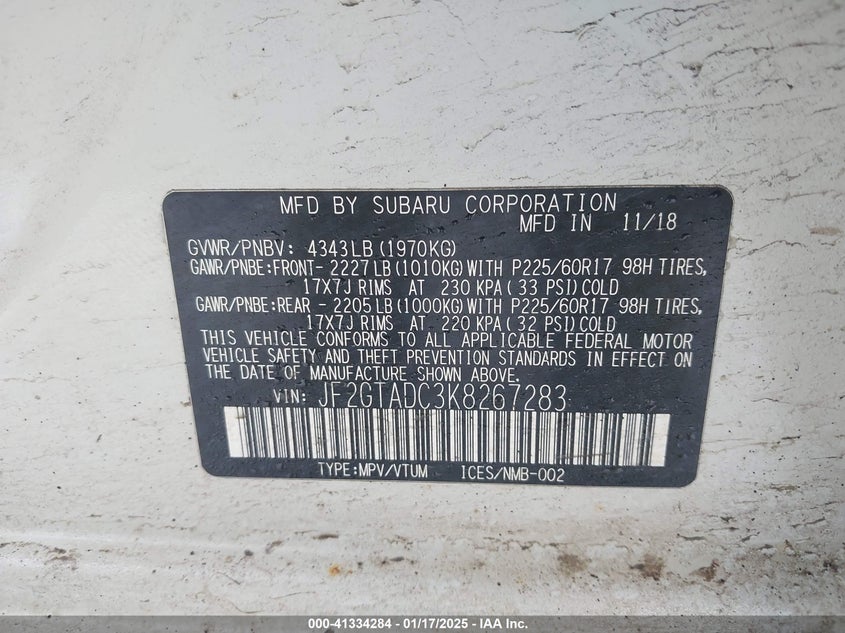 MFD BY SUBARU CORPORATION
MFD IN 11/18
GVWR/PNBV: 4343LB(1970KG)
GAWR/PNBE:FRONT- 2227LB(1010KG)WITH P225/60R17 98H TIRES,
17X7J RIMS AT 230 KPA(33 PSI)COLD
GAWR/PNBE:REAR - 2205LB(1000KG)WITH P225/60R17 98H TIRES,
17X7J RIMS AT 220 KPA(32 PSI)COLD
THIS VEHICLE CONFORMS TO ALL APPLICABLE FEDERAL MOTOR
VEHICLE SAFETY AND THEFT PREVENTION STANDARDS IN EFFECT ON
THE DATE OF MANUFACTURE SHOWN ABOVE.
VIN: JF2GTADC3K8267283
TYPE:MPV/VTUM ICES/NMB-002
000-41334284 - 01/17/2025 - IAA Inc.